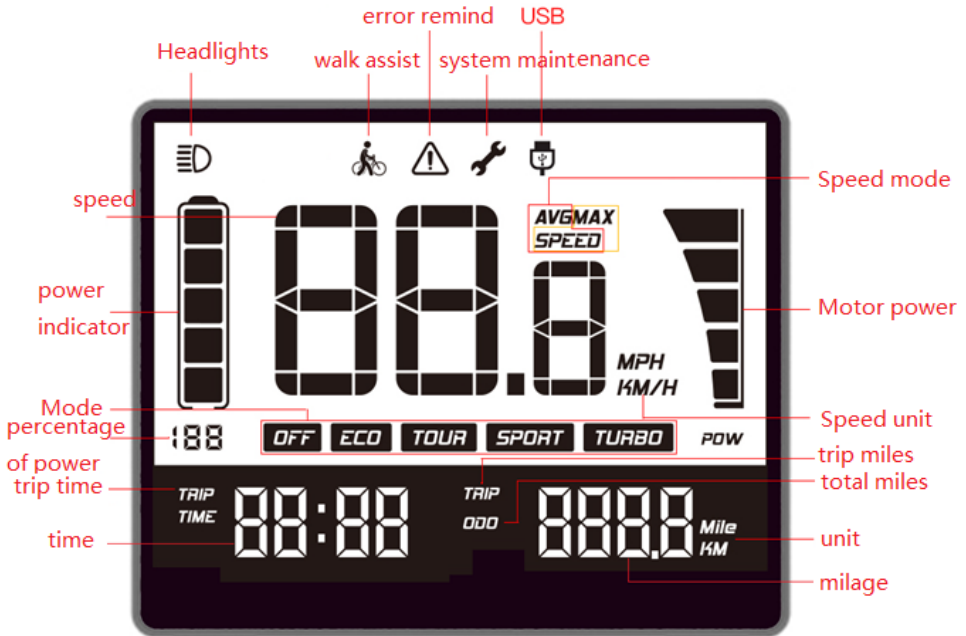 error remind
USB
Headlights
walk assist
system maintenance
Speed mode
speed
AVGMAX
SPEED
power
indicator
Motor power
MPH
KM/H
Mode
percentage
188
OFF ECO TOUR SPORT TURBO
POW
Speed unit
of power
trip miles
trip time
TRIP
TIME
88:88
TRIP
ODO
888.8
Mile
KM
total miles
time
unit
milage
88.8